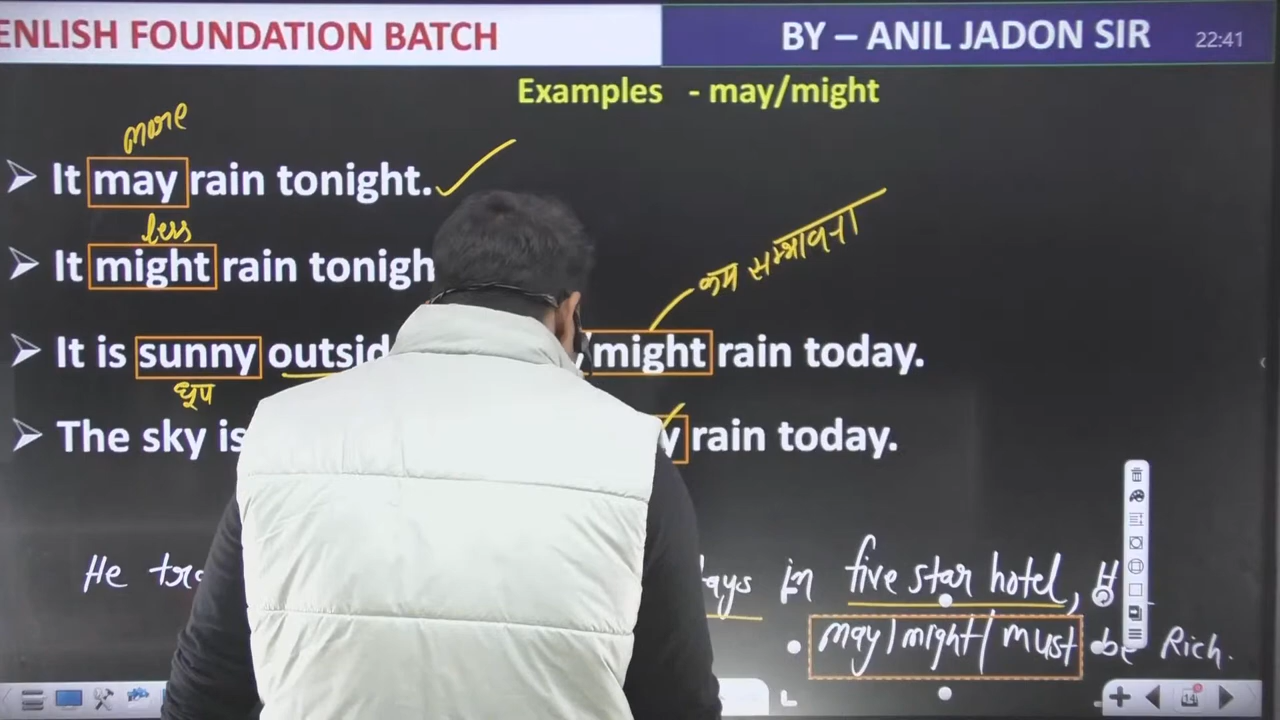 ENLISH FOUNDATION BATCH BY – ANIL JADON SIR 22:41
Examples - may/might
more
It may rain tonight.
less
It might rain tonigh
कम सम्भावना
It is sunny outsid might rain today.
धूप
The sky is y rain today.
He tra ays in five star hotel, H
may/might/must be Rich.
14